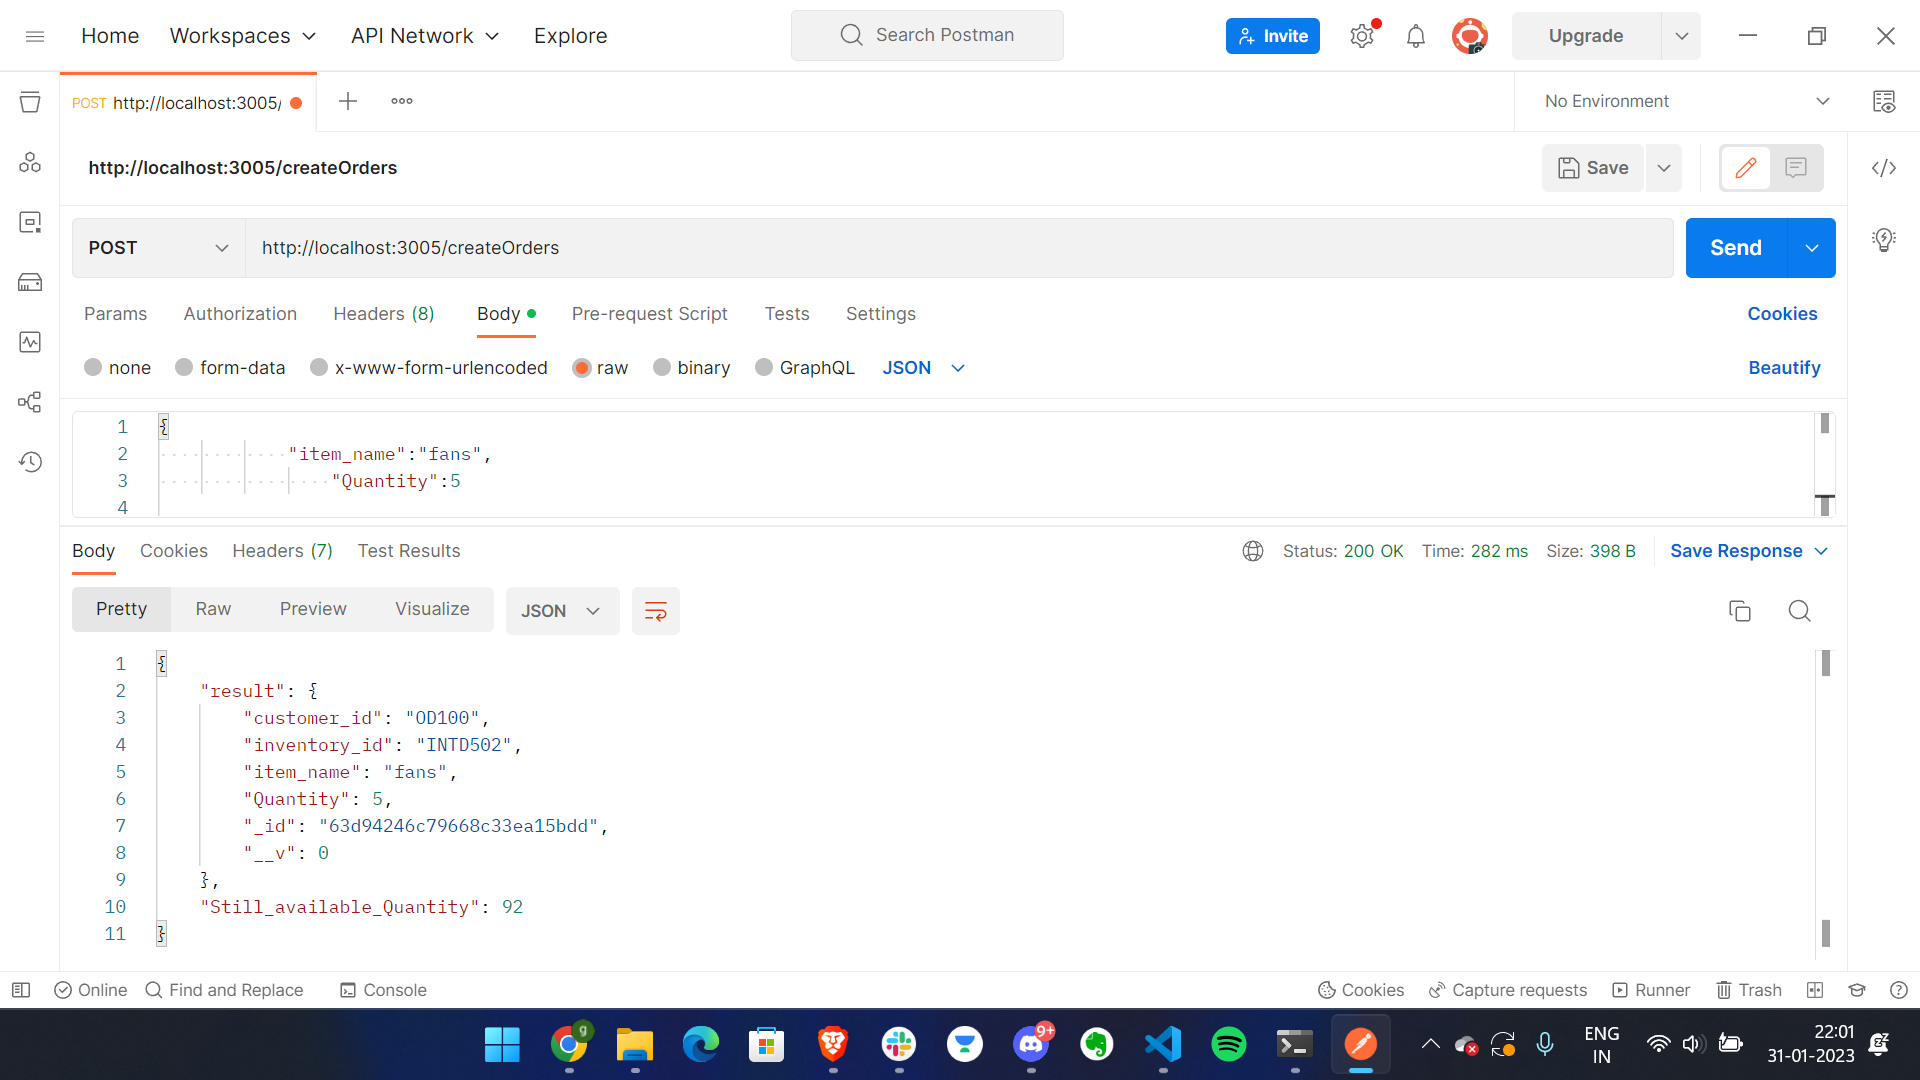 Home Workspaces API Network Explore Search Postman Invite Upgrade
POST http://localhost:3005/ No Environment
http://localhost:3005/createOrders Save
POST http://localhost:3005/createOrders Send
Params Authorization Headers (8) Body Pre-request Script Tests Settings Cookies
none form-data x-www-form-urlencoded raw binary GraphQL JSON Beautify
1 {
2 "item_name":"fans",
3 "Quantity":5
4
Body Cookies Headers (7) Test Results Status: 200 OK Time: 282 ms Size: 398 B Save Response
Pretty Raw Preview Visualize JSON
1 {
2 "result": {
3 "customer_id": "OD100",
4 "inventory_id": "INTD502",
5 "item_name": "fans",
6 "Quantity": 5,
7 "_id": "63d94246c79668c33ea15bdd",
8 "__v": 0
9 },
10 "Still_available_Quantity": 92
11 }
Online Find and Replace Console Cookies Capture requests Runner Trash
g 9+ ENG 22:01
IN 31-01-2023